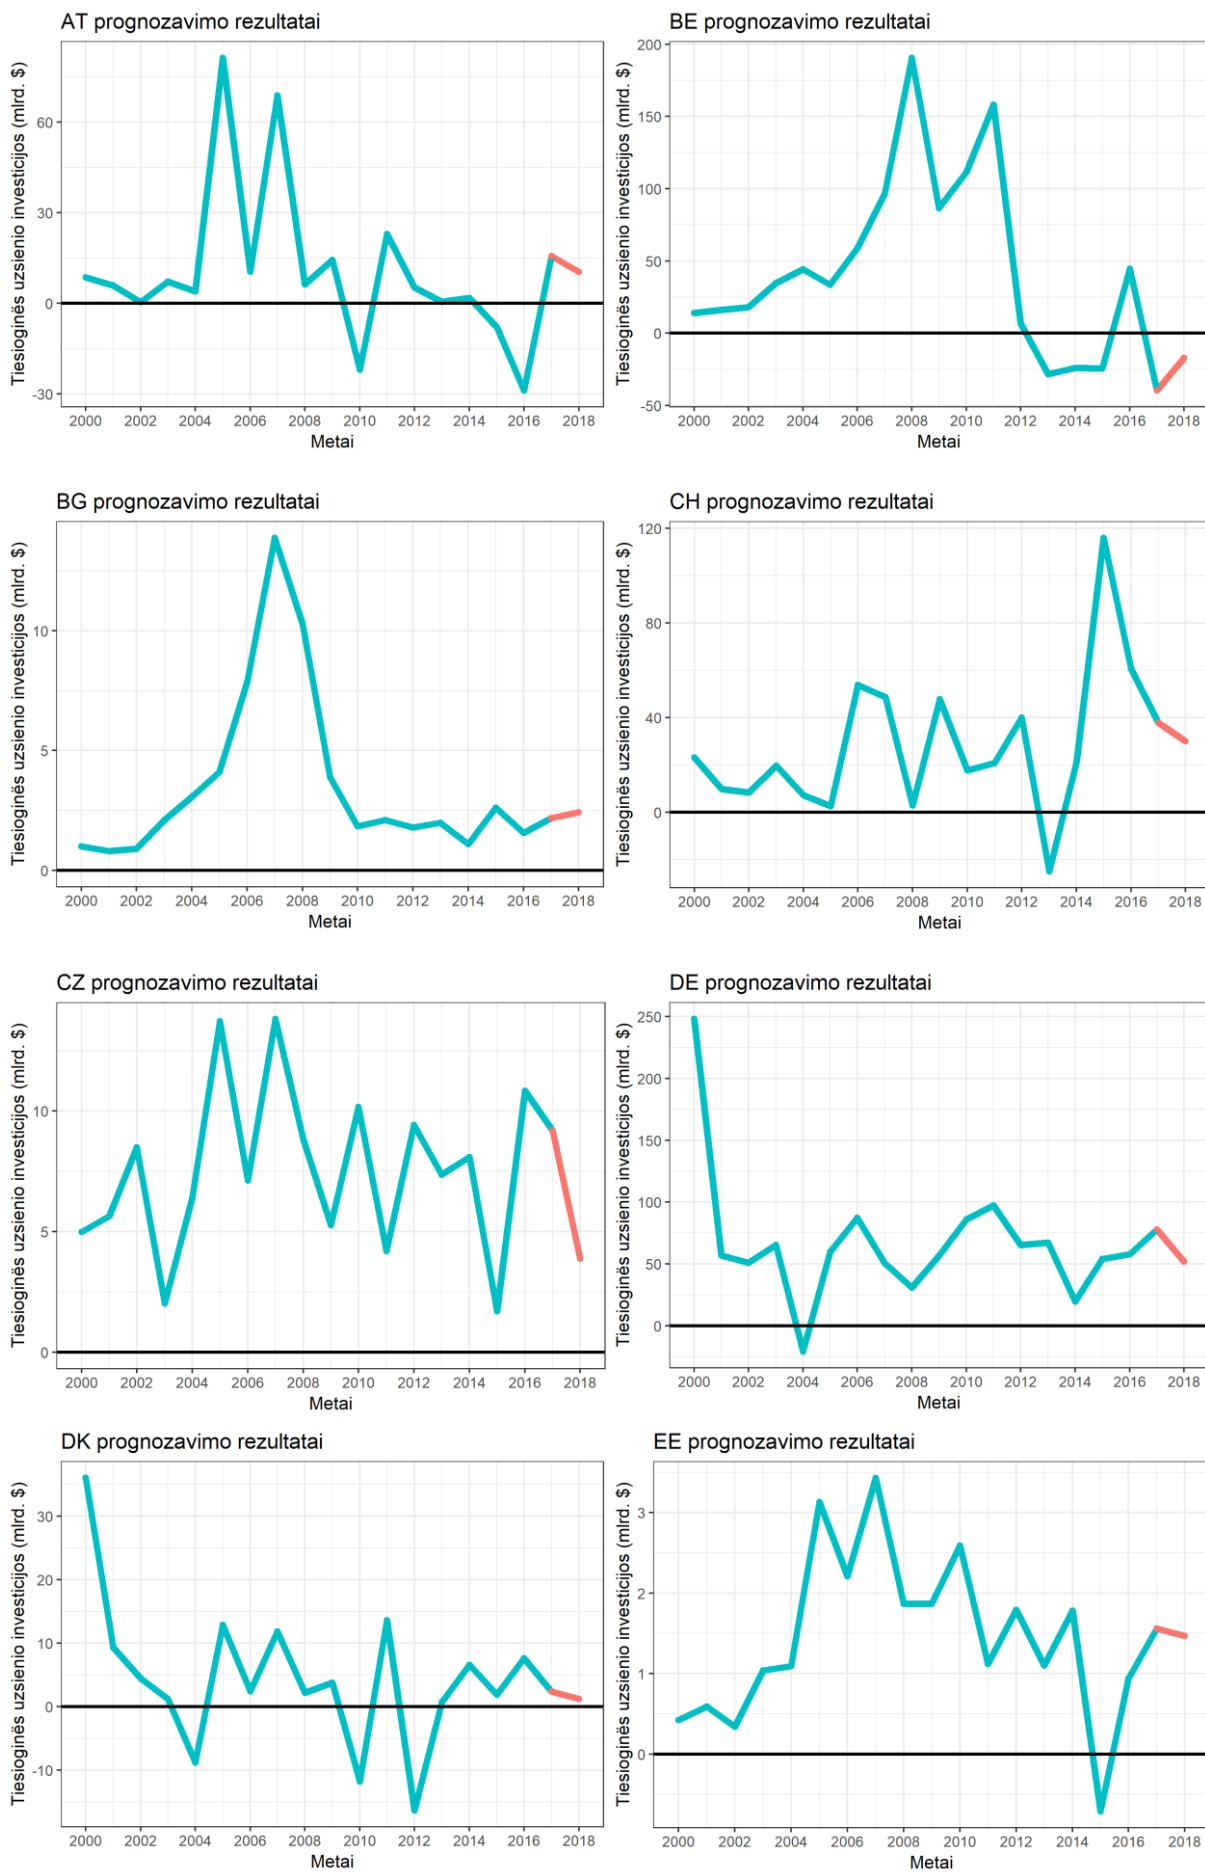 AT prognozavimo rezultatai
Tiesioginės uzsienio investicijos (mlrd. $)
60
30
0
-30
2000 2002 2004 2006 2008 2010 2012 2014 2016 2018
Metai
BE prognozavimo rezultatai
Tiesioginės uzsienio investicijos (mlrd. $)
200
150
100
50
0
-50
2000 2002 2004 2006 2008 2010 2012 2014 2016 2018
Metai
BG prognozavimo rezultatai
Tiesioginės uzsienio investicijos (mlrd. $)
10
5
0
2000 2002 2004 2006 2008 2010 2012 2014 2016 2018
Metai
CH prognozavimo rezultatai
Tiesioginės uzsienio investicijos (mlrd. $)
120
80
40
0
2000 2002 2004 2006 2008 2010 2012 2014 2016 2018
Metai
CZ prognozavimo rezultatai
Tiesioginės uzsienio investicijos (mlrd. $)
10
5
0
2000 2002 2004 2006 2008 2010 2012 2014 2016 2018
Metai
DE prognozavimo rezultatai
Tiesioginės uzsienio investicijos (mlrd. $)
250
200
150
100
50
0
2000 2002 2004 2006 2008 2010 2012 2014 2016 2018
Metai
DK prognozavimo rezultatai
Tiesioginės uzsienio investicijos (mlrd. $)
30
20
10
0
-10
2000 2002 2004 2006 2008 2010 2012 2014 2016 2018
Metai
EE prognozavimo rezultatai
Tiesioginės uzsienio investicijos (mlrd. $)
3
2
1
0
2000 2002 2004 2006 2008 2010 2012 2014 2016 2018
Metai